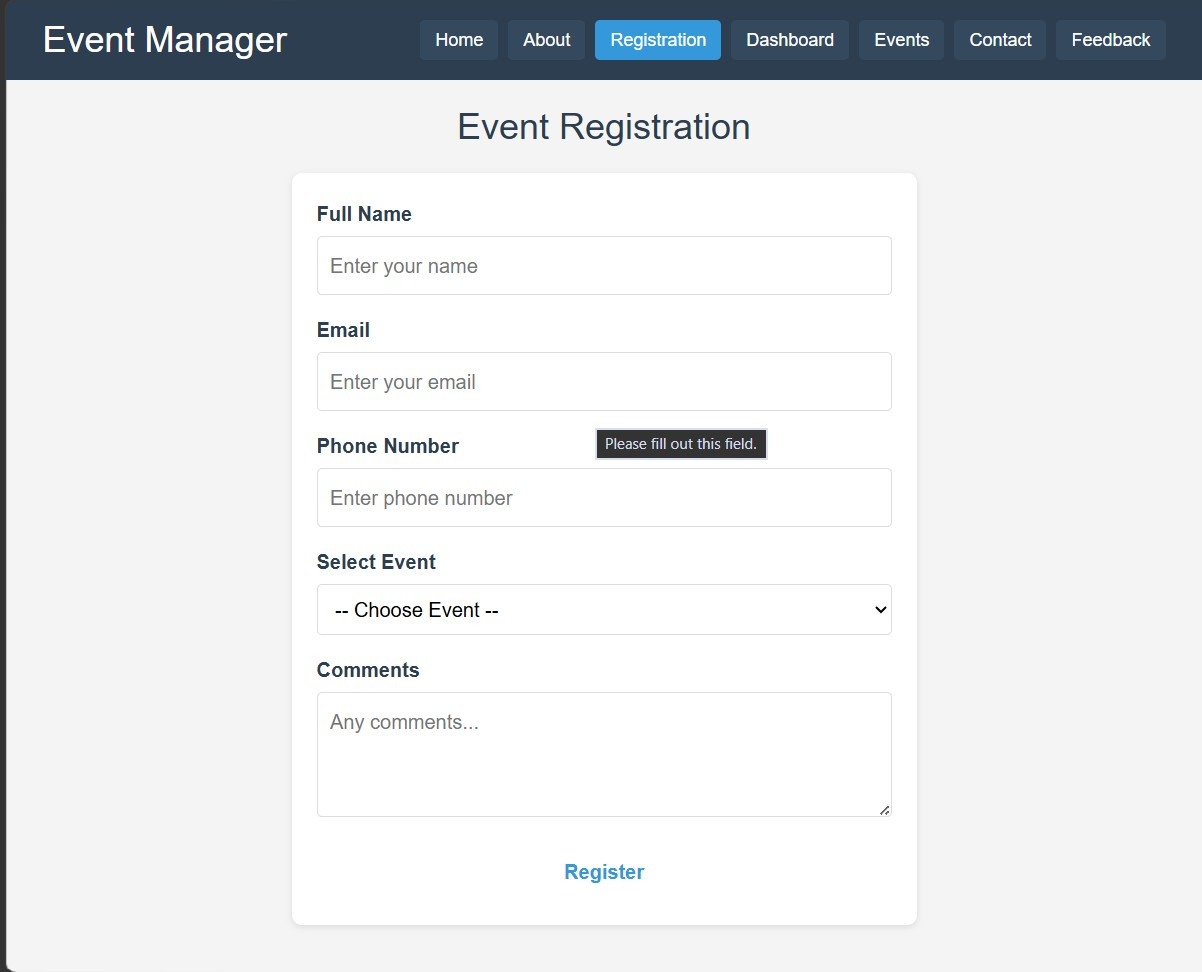 Event Manager
Home About Registration Dashboard Events Contact Feedback
Event Registration
Full Name
Enter your name
Email
Enter your email
Phone Number
Please fill out this field.
Enter phone number
Select Event
-- Choose Event --
Comments
Any comments...
Register